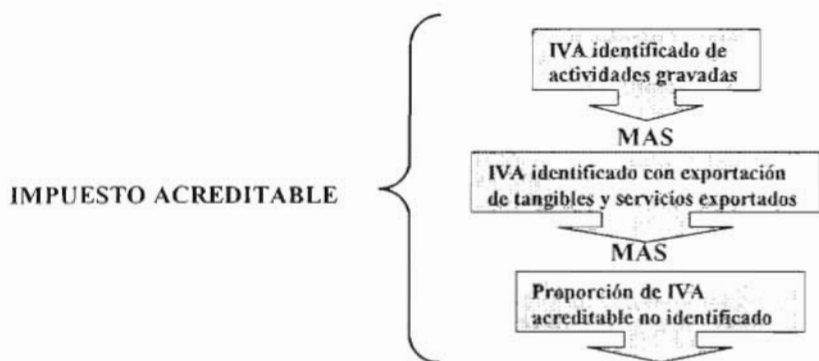 IVA identificado de
actividades gravadas
MAS
IMPUESTO ACREDITABLE
IVA identificado con exportación
de tangibles y servicios exportados
MAS
Proporción de IVA
acreditable no identificado